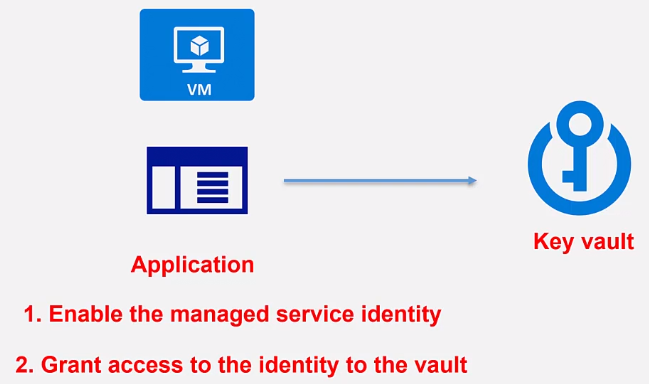 VM
Application
Key vault
1. Enable the managed service identity
2. Grant access to the identity to the vault